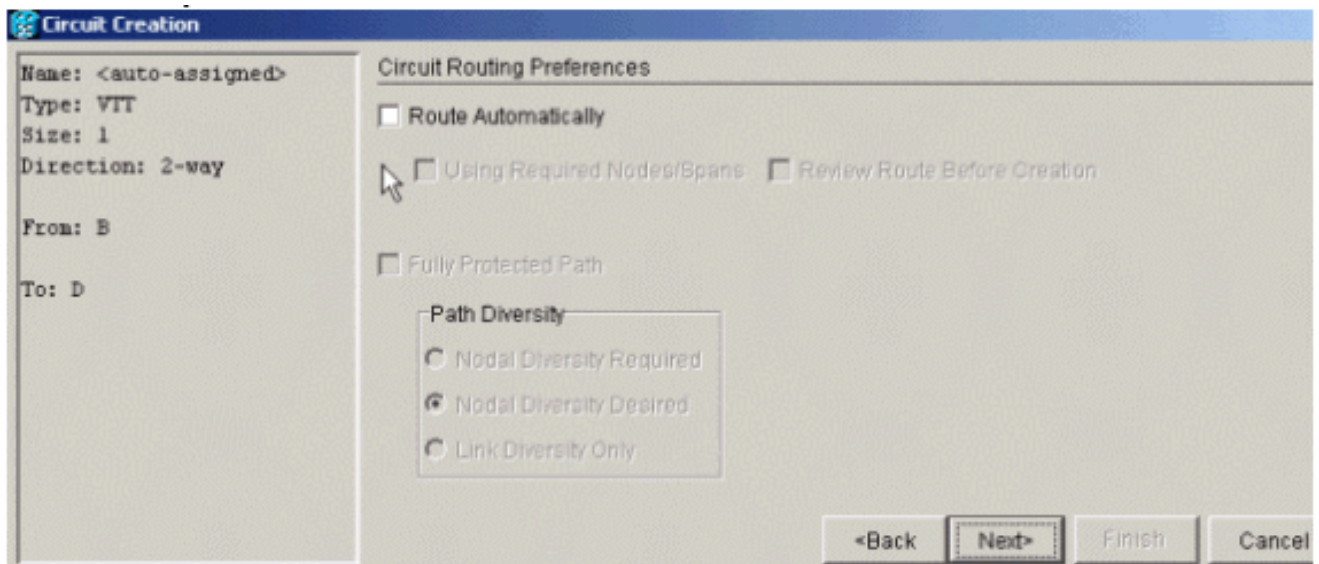 Circuit Creation
Name: <auto-assigned>
Type: VTT
Size: 1
Direction: 2-way
From: B
To: D
Circuit Routing Preferences
Route Automatically
Using Required Nodes/Spans Review Route Before Creation
Fully Protected Path
Path Diversity
Nodal Diversity Required
Nodal Diversity Desired
Link Diversity Only
<Back Next> Finish Cancel